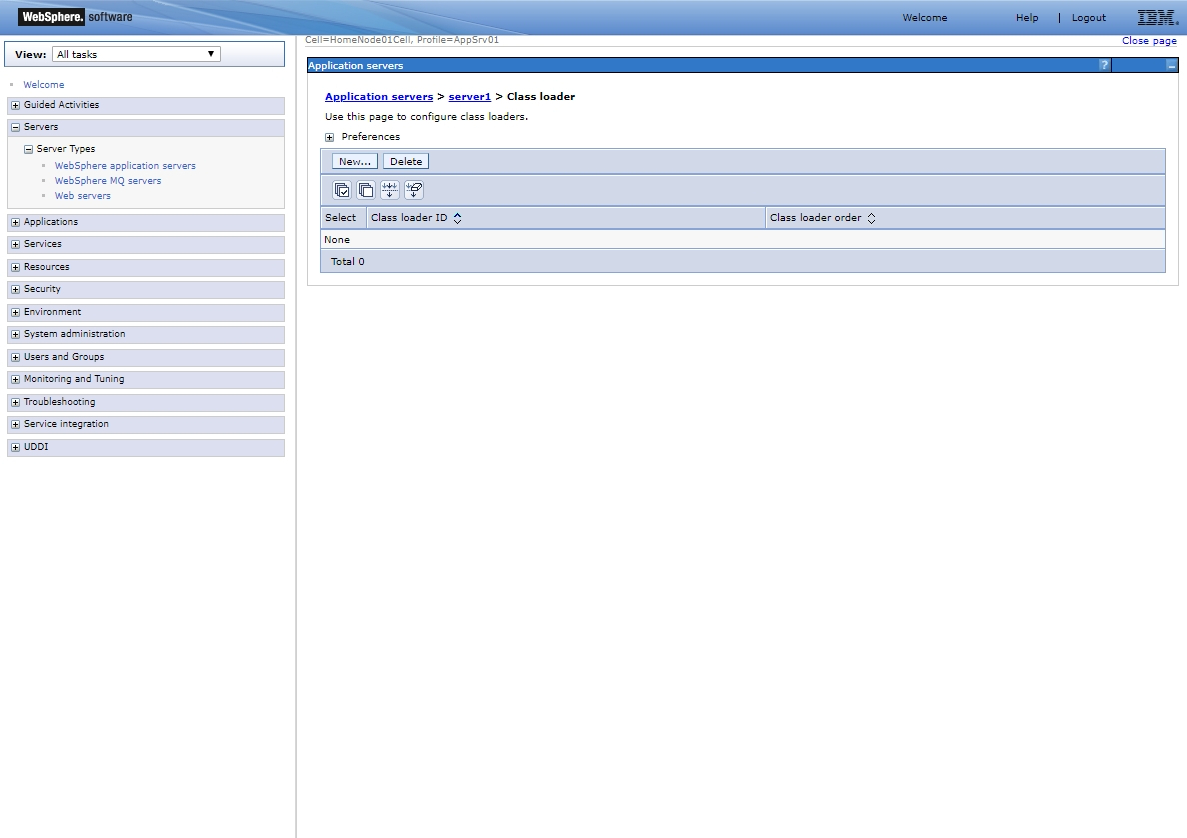 WebSphere. software
Welcome Help | Logout IBM.
View: All tasks
Welcome
Guided Activities
Servers
Server Types
WebSphere application servers
WebSphere MQ servers
Web servers
Applications
Services
Resources
Security
Environment
System administration
Users and Groups
Monitoring and Tuning
Troubleshooting
Service integration
UDDI
Cell=HomeNode01Cell, Profile=AppSrv01
Close page
Application servers ?
Application servers > server1 > Class loader
Use this page to configure class loaders.
Preferences
New... Delete
Select Class loader ID Class loader order
None
Total 0